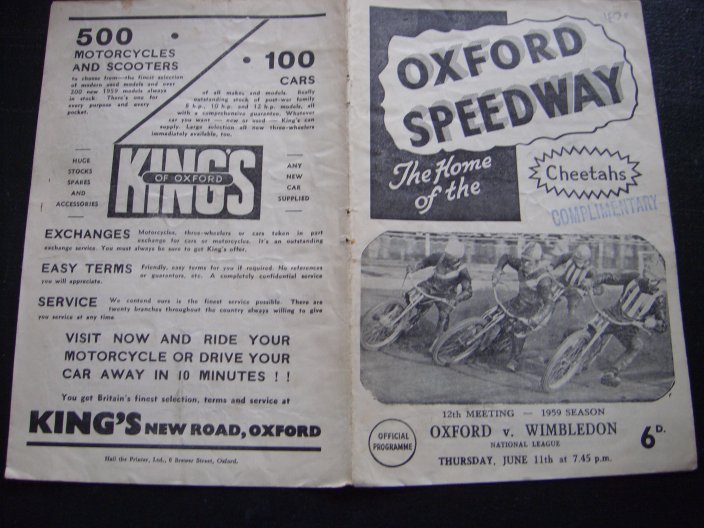 500
MOTORCYCLES
AND SCOOTERS
to choose from—the finest selection
of modern used models and over
200 new 1959 models always
in stock. There's one for
every purpose and every
pocket.
100
CARS
of all makes and models. Really
outstanding stock of post-war family
8 h.p., 10 h.p. and 12 h.p. models, all
with a comprehensive guarantee. Whatever
car you want — new or used — King's can
supply. Large selection all new three-wheelers
immediately available, too.
HUGE
STOCKS
SPARES
AND
ACCESSORIES
KING'S
OF OXFORD
ANY
NEW
CAR
SUPPLIED
EXCHANGES Motorcycles, three-wheelers or cars taken in part
exchange for cars or motorcycles. It's an outstanding
exchange service. You must always be sure to get King's offer.
EASY TERMS Friendly, easy terms for you if required. No references
or guarantors, etc. A completely confidential service
you will appreciate.
SERVICE We contend ours is the finest service possible. There are
twenty branches throughout the country always willing to give
you service at any time.
VISIT NOW AND RIDE YOUR
MOTORCYCLE OR DRIVE YOUR
CAR AWAY IN 10 MINUTES ! !
You get Britain's finest selection, terms and service at
KING'S NEW ROAD, OXFORD
Hall the Printer, Ltd., 6 Brewer Street, Oxford.
OXFORD
SPEEDWAY
The Home
of the
Cheetahs
COMPLIMENTARY
12th MEETING — 1959 SEASON
OXFORD v. WIMBLEDON
NATIONAL LEAGUE
THURSDAY, JUNE 11th at 7.45 p.m.
OFFICIAL
PROGRAMME
6D.